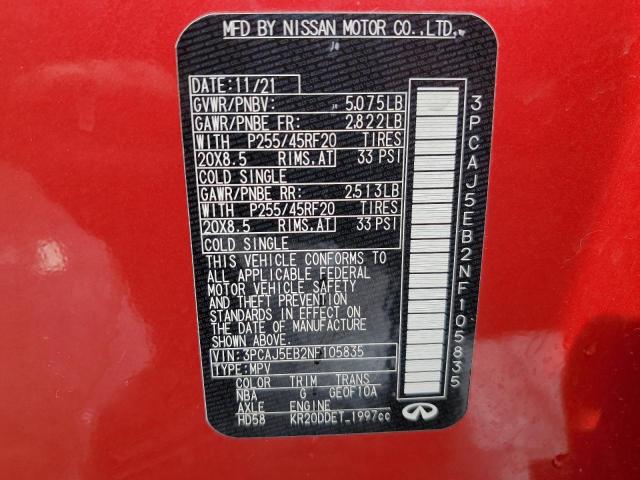 MFD BY NISSAN MOTOR CO.,LTD.
DATE: 11/21
GVWR/PNBV: 5,075LB
GAWR/PNBE FR: 2,822LB
WITH P255/45RF20 TIRES
20X8.5 RIMS.AT 33 PSI
COLD SINGLE
GAWR/PNBE RR: 2,513LB
WITH P255/45RF20 TIRES
20X8.5 RIMS.AT 33 PSI
COLD SINGLE
THIS VEHICLE CONFORMS TO
ALL APPLICABLE FEDERAL
MOTOR VEHICLE SAFETY
AND THEFT PREVENTION
STANDARDS IN EFFECT ON
THE DATE OF MANUFACTURE
SHOWN ABOVE.
VIN: 3PCAJ5EB2NF105835
TYPE: MPV
COLOR TRIM TRANS
NBA G GE0F10A
AXLE ENGINE
HD58 KR20DDET 1997cc
3PCAJ5EB2NF105835